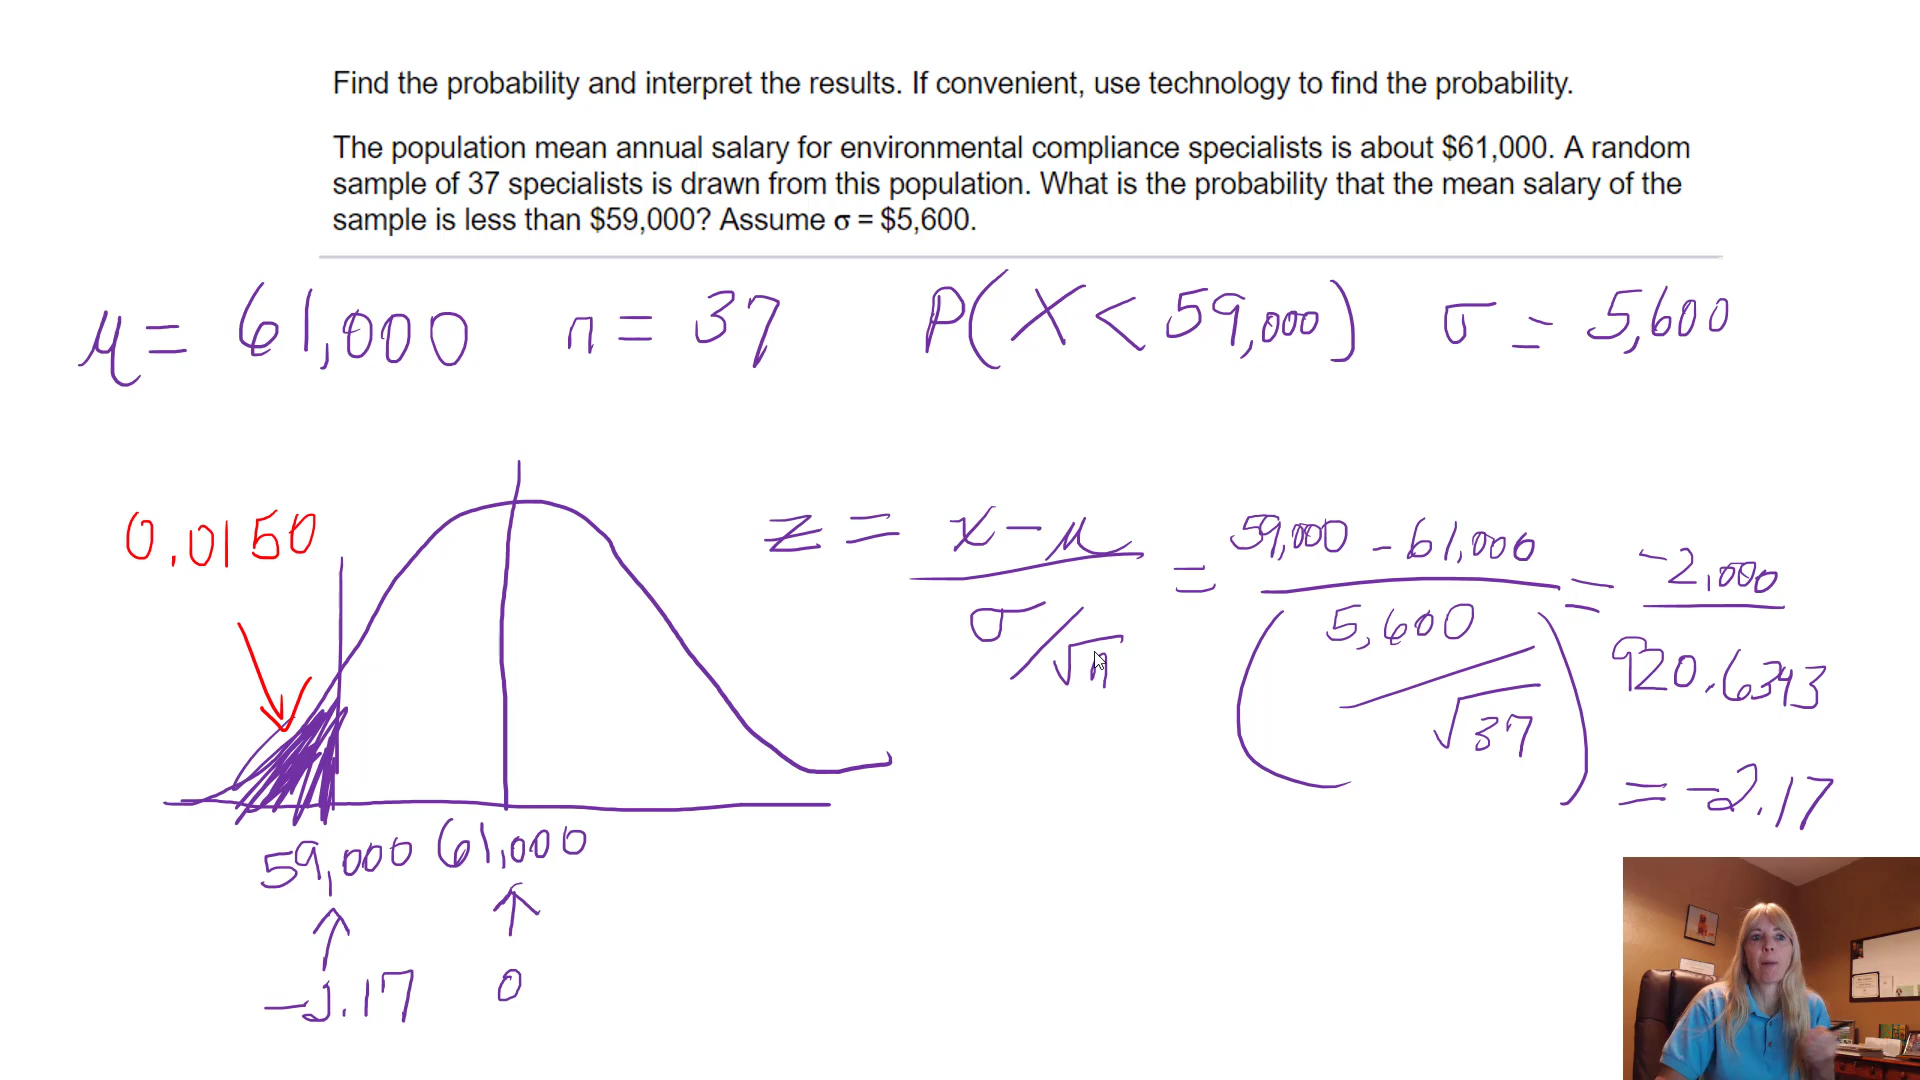 Find the probability and interpret the results. If convenient, use technology to find the probability.
The population mean annual salary for environmental compliance specialists is about $61,000. A random
sample of 37 specialists is drawn from this population. What is the probability that the mean salary of the
sample is less than $59,000? Assume σ = $5,600.
μ = 61,000 n = 37 P(X < 59,000) σ = 5,600
0.0150
z = x - μ / σ/√n = 59,000 - 61,000 / (5,600/√37) = -2,000 / 920.6343
= -2.17
59,000 61,000
-2.17 0